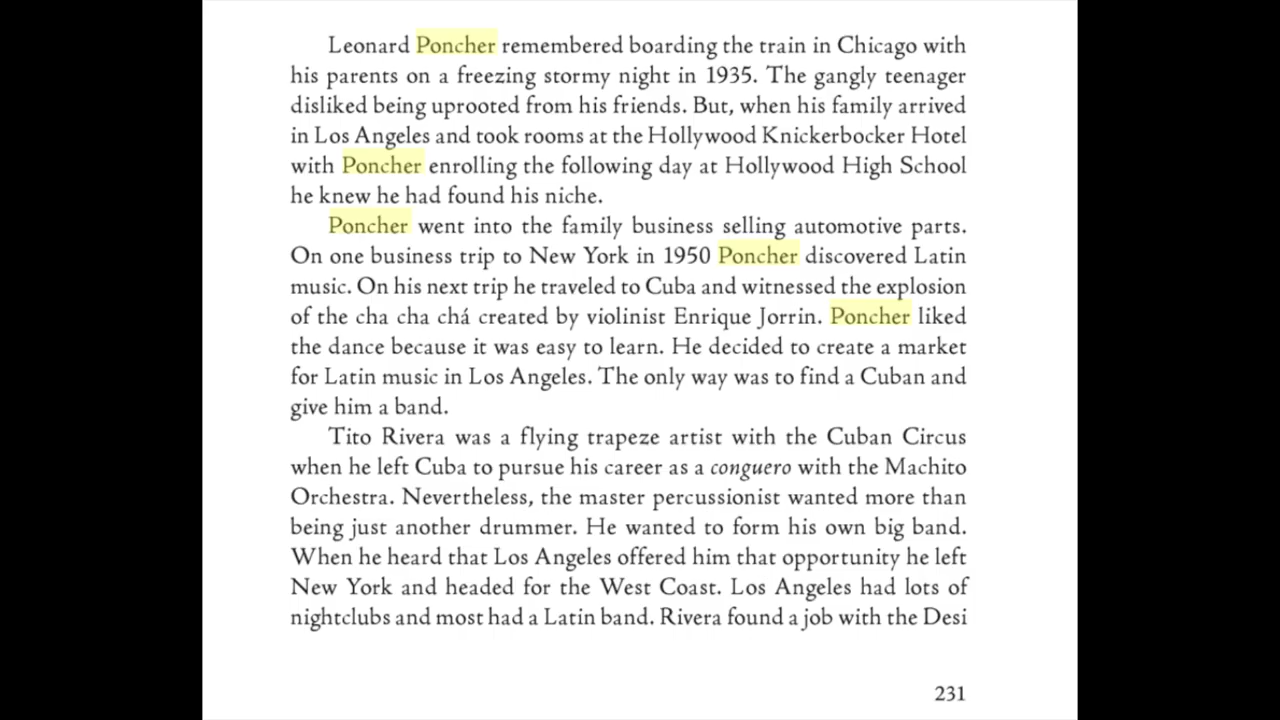 Leonard Poncher remembered boarding the train in Chicago with
his parents on a freezing stormy night in 1935. The gangly teenager
disliked being uprooted from his friends. But, when his family arrived
in Los Angeles and took rooms at the Hollywood Knickerbocker Hotel
with Poncher enrolling the following day at Hollywood High School
he knew he had found his niche.
Poncher went into the family business selling automotive parts.
On one business trip to New York in 1950 Poncher discovered Latin
music. On his next trip he traveled to Cuba and witnessed the explosion
of the cha cha chá created by violinist Enrique Jorrin. Poncher liked
the dance because it was easy to learn. He decided to create a market
for Latin music in Los Angeles. The only way was to find a Cuban and
give him a band.
Tito Rivera was a flying trapeze artist with the Cuban Circus
when he left Cuba to pursue his career as a conguero with the Machito
Orchestra. Nevertheless, the master percussionist wanted more than
being just another drummer. He wanted to form his own big band.
When he heard that Los Angeles offered him that opportunity he left
New York and headed for the West Coast. Los Angeles had lots of
nightclubs and most had a Latin band. Rivera found a job with the Desi
231